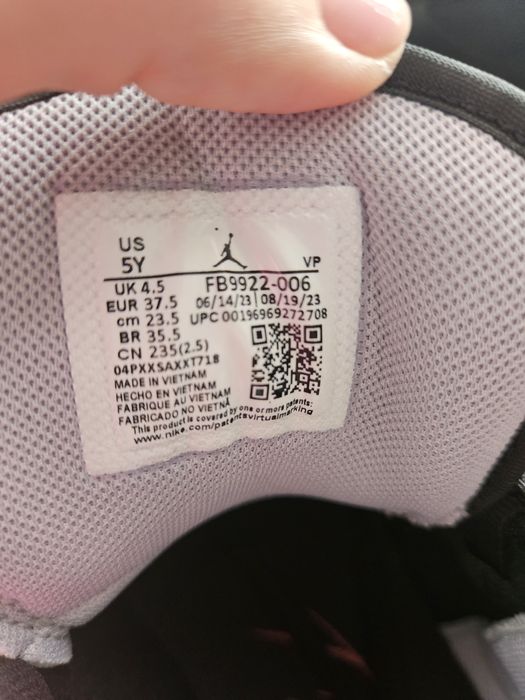 US
5Y VP
UK 4.5 FB9922-006
EUR 37.5 06/14/23 08/19/23
cm 23.5 UPC 00196969272708
BR 35.5
CN 235(2.5)
04PXXSAXXT718
MADE IN VIETNAM
HECHO EN VIETNAM
FABRIQUE AU VIETNAM
FABRICADO NO VIETNÃ
This product is covered by one or more patents:
www.nike.com/patentsvirtualmarking